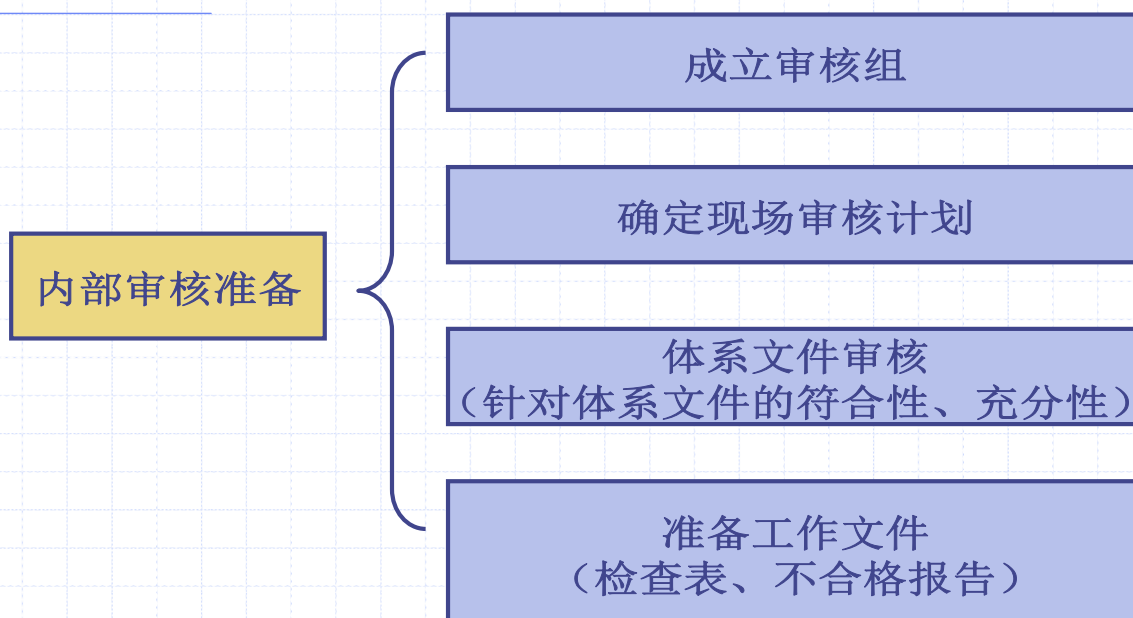 成立审核组
确定现场审核计划
内部审核准备
体系文件审核
（针对体系文件的符合性、充分性）
准备工作文件
（检查表、不合格报告）